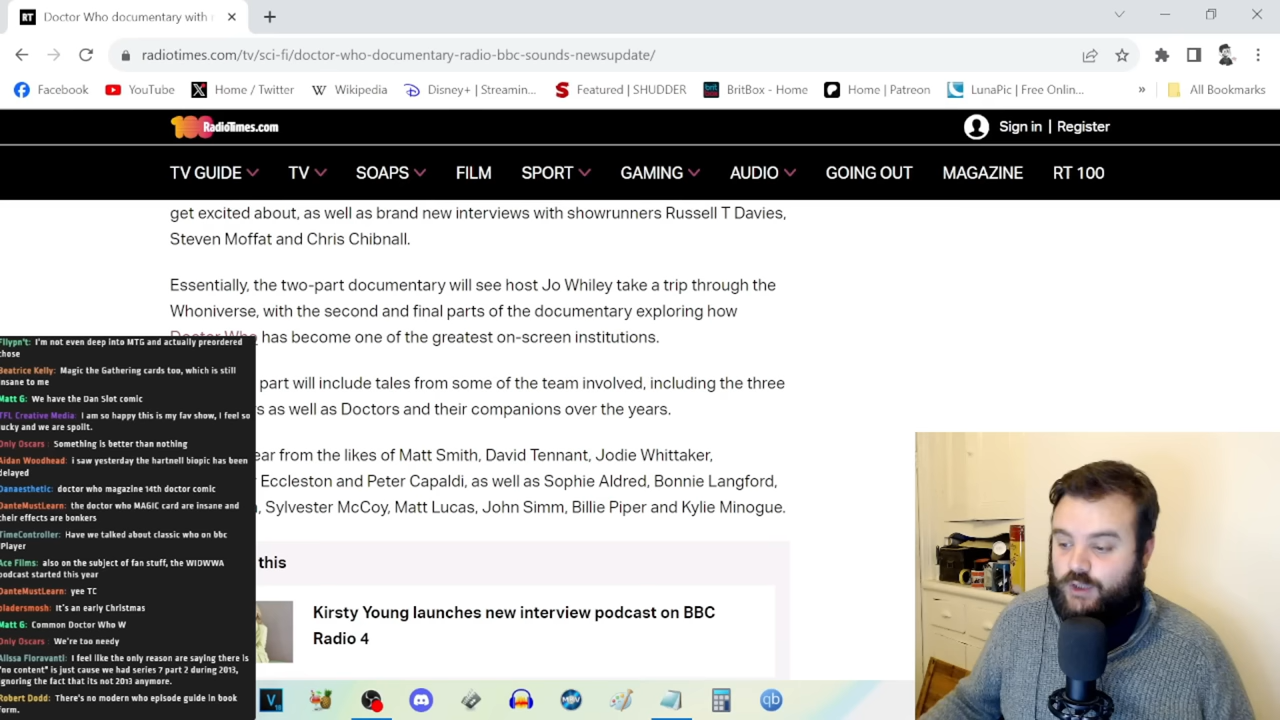 RT Doctor Who documentary with
radiotimes.com/tv/sci-fi/doctor-who-documentary-radio-bbc-sounds-newsupdate/
Facebook YouTube Home / Twitter Wikipedia Disney+ | Streamin... Featured | SHUDDER BritBox - Home Home | Patreon LunaPic | Free Onlin... » All Bookmarks
100 RadioTimes.com Sign in | Register
TV GUIDE TV SOAPS FILM SPORT GAMING AUDIO GOING OUT MAGAZINE RT 100
get excited about, as well as brand new interviews with showrunners Russell T Davies,
Steven Moffat and Chris Chibnall.
Essentially, the two-part documentary will see host Jo Whiley take a trip through the
Whoniverse, with the second and final parts of the documentary exploring how
Doctor Who has become one of the greatest on-screen institutions.
part will include tales from some of the team involved, including the three
s as well as Doctors and their companions over the years.
ear from the likes of Matt Smith, David Tennant, Jodie Whittaker,
Eccleston and Peter Capaldi, as well as Sophie Aldred, Bonnie Langford,
, Sylvester McCoy, Matt Lucas, John Simm, Billie Piper and Kylie Minogue.
this
Kirsty Young launches new interview podcast on BBC
Radio 4
Fllypn't: I'm not even deep into MTG and actually preordered
those
Beatrice Kelly: Magic the Gathering cards too, which is still
insane to me
Matt G: We have the Dan Slot comic
TFL Creative Media: I am so happy this is my fav show, I feel so
lucky and we are spoilt.
Only Oscars : Something is better than nothing
Aidan Woodhead: i saw yesterday the hartnell biopic has been
delayed
Danaesthetic: doctor who magazine 14th doctor comic
DanteMustLearn: the doctor who MAGIC card are insane and
their effects are bonkers
TimeController: Have we talked about classic who on bbc
iPlayer
Ace Films: also on the subject of fan stuff, the WIDWWA
podcast started this year
DanteMustLearn: yee TC
bladersmosh: It's an early Christmas
Matt G: Common Doctor Who W
Only Oscars : We're too needy
Alissa Fioravanti: I feel like the only reason are saying there is
"no content" is just cause we had series 7 part 2 during 2013,
ignoring the fact that its not 2013 anymore.
Robert Dodd: There's no modern who episode guide in book
form.
V
qb